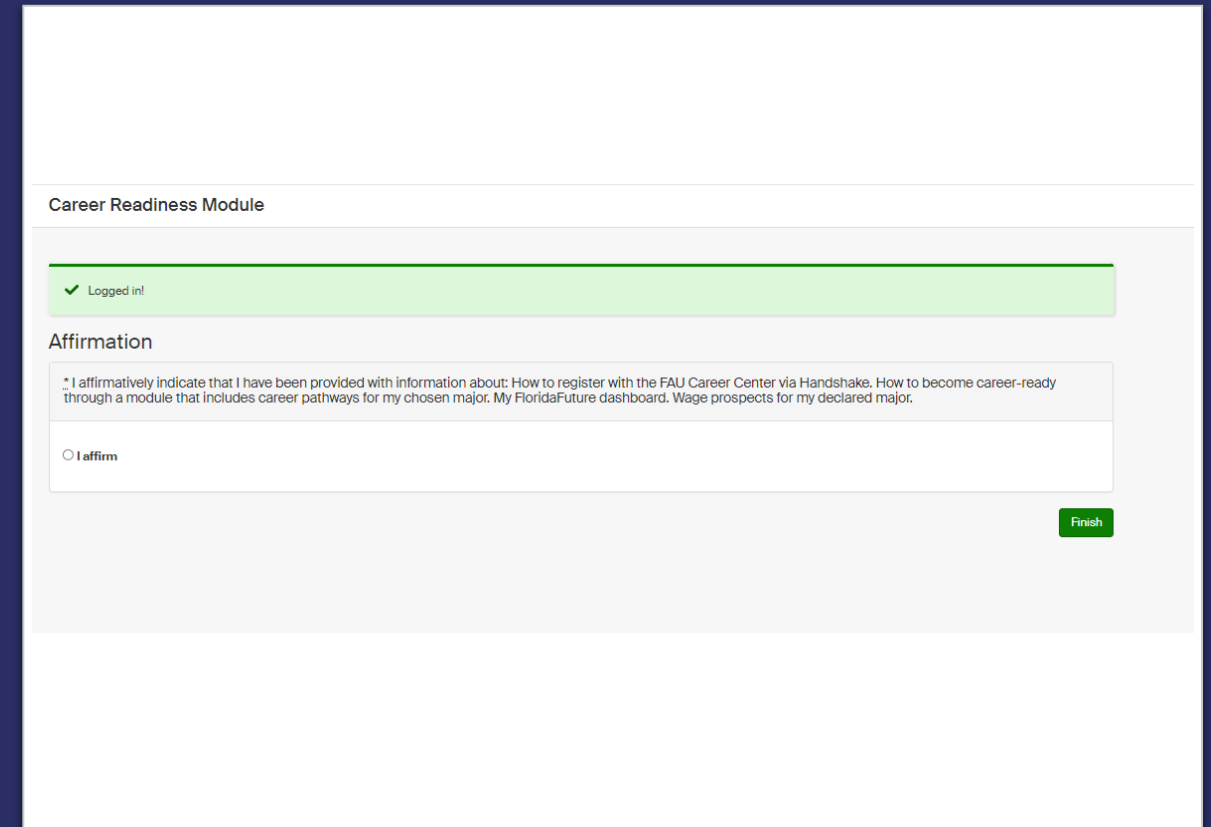 Career Readiness Module
Logged in!
Affirmation
* I affirmatively indicate that I have been provided with information about: How to register with the FAU Career Center via Handshake. How to become career-ready
through a module that includes career pathways for my chosen major. My FloridaFuture dashboard. Wage prospects for my declared major.
I affirm
Finish